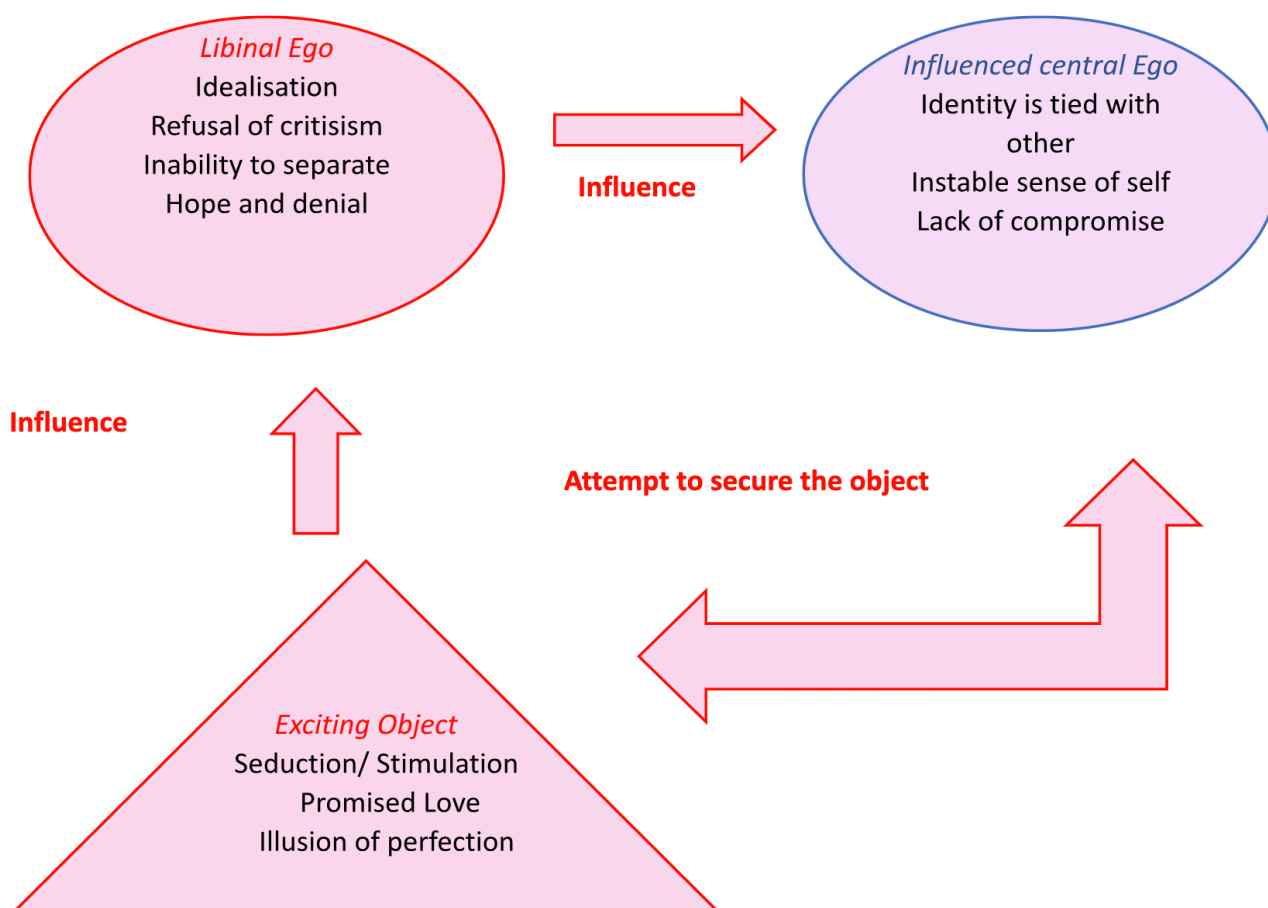 Libinal Ego
Idealisation
Refusal of critisism
Inability to separate
Hope and denial
Influence
Influenced central Ego
Identity is tied with
other
Instable sense of self
Lack of compromise
Influence
Attempt to secure the object
Exciting Object
Seduction/ Stimulation
Promised Love
Illusion of perfection